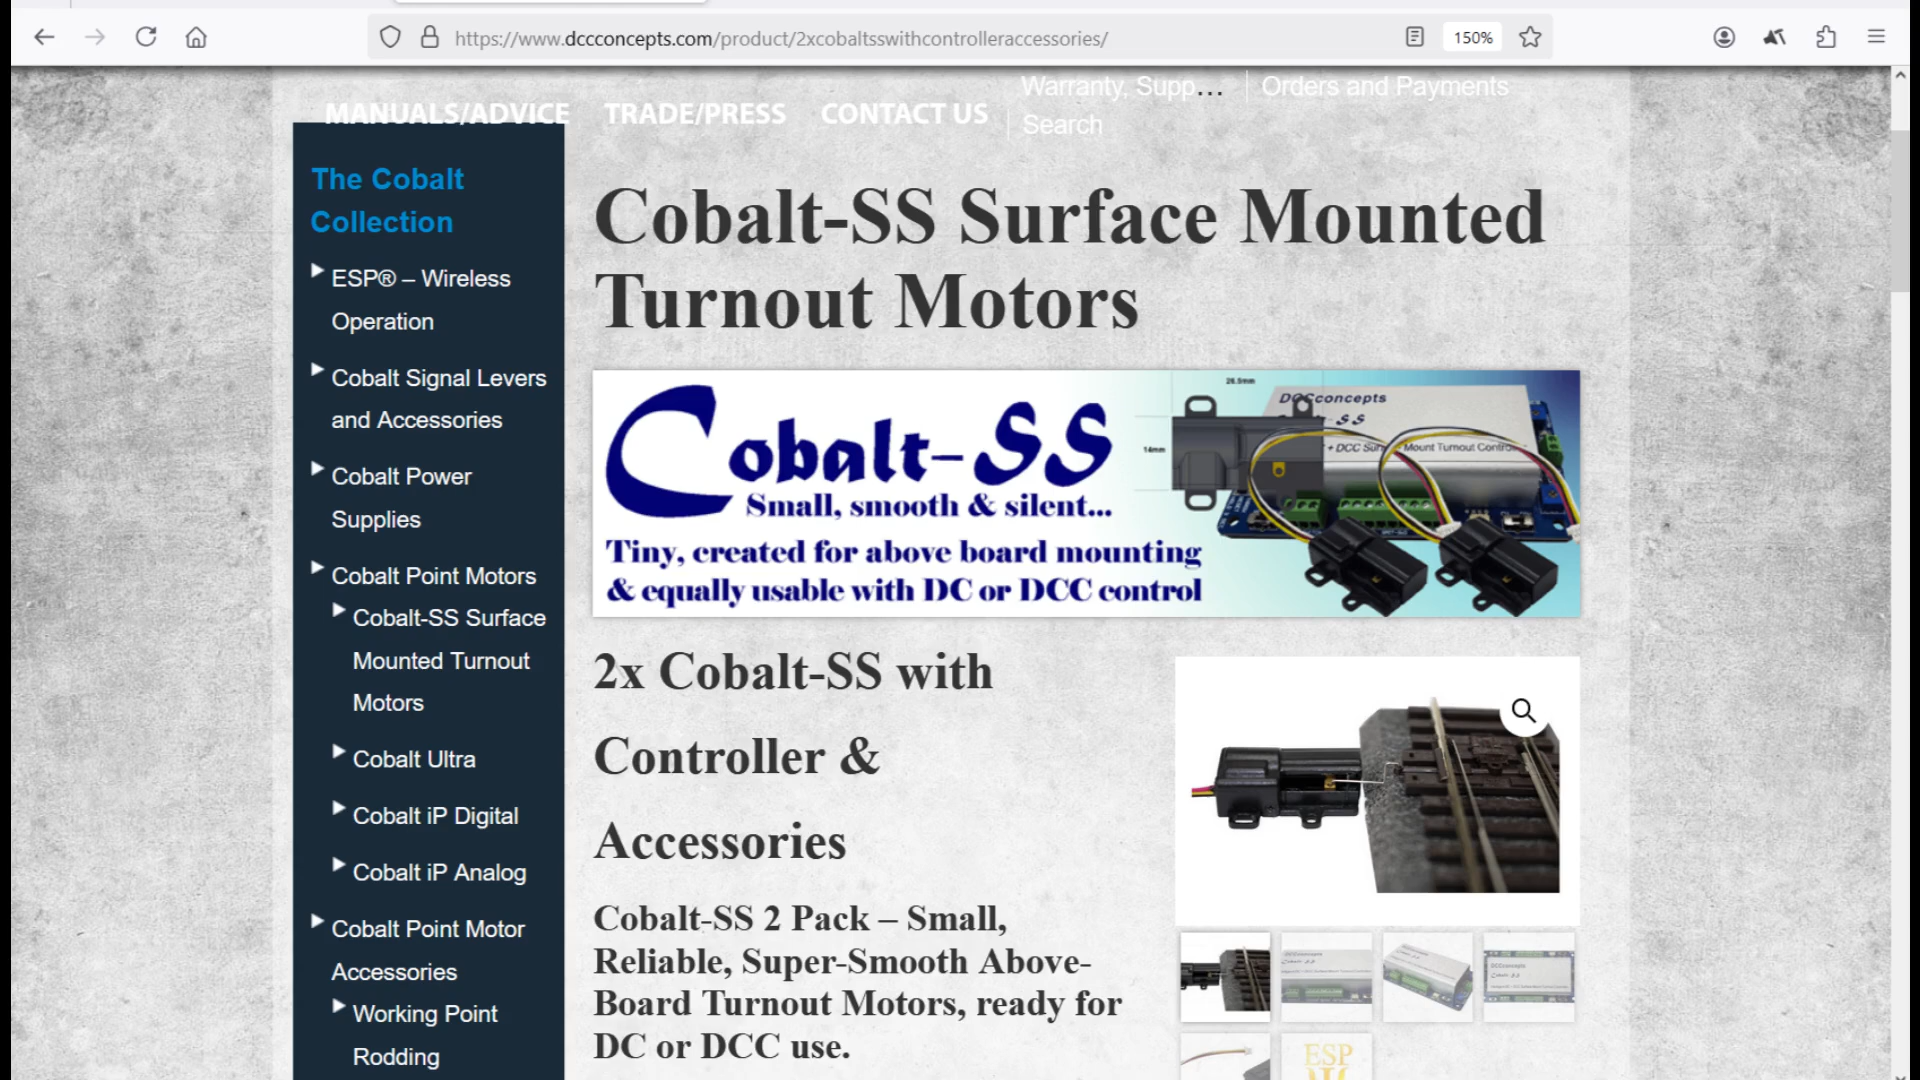 https://www.dccconcepts.com/product/2xcobaltsswithcontrolleraccessories/
150%
Warranty, Supp...
Orders and Payments
MANUALS/ADVICE
TRADE/PRESS
CONTACT US
Search
The Cobalt
Collection
ESP® – Wireless
Operation
Cobalt Signal Levers
and Accessories
Cobalt Power
Supplies
Cobalt Point Motors
Cobalt-SS Surface
Mounted Turnout
Motors
Cobalt Ultra
Cobalt iP Digital
Cobalt iP Analog
Cobalt Point Motor
Accessories
Working Point
Rodding
Cobalt-SS Surface Mounted
Turnout Motors
Cobalt-SS
Small, smooth & silent...
Tiny, created for above board mounting
& equally usable with DC or DCC control
26.5mm
14mm
DCCconcepts
2x Cobalt-SS with
Controller &
Accessories
Cobalt-SS 2 Pack – Small,
Reliable, Super-Smooth Above-
Board Turnout Motors, ready for
DC or DCC use.
ESP